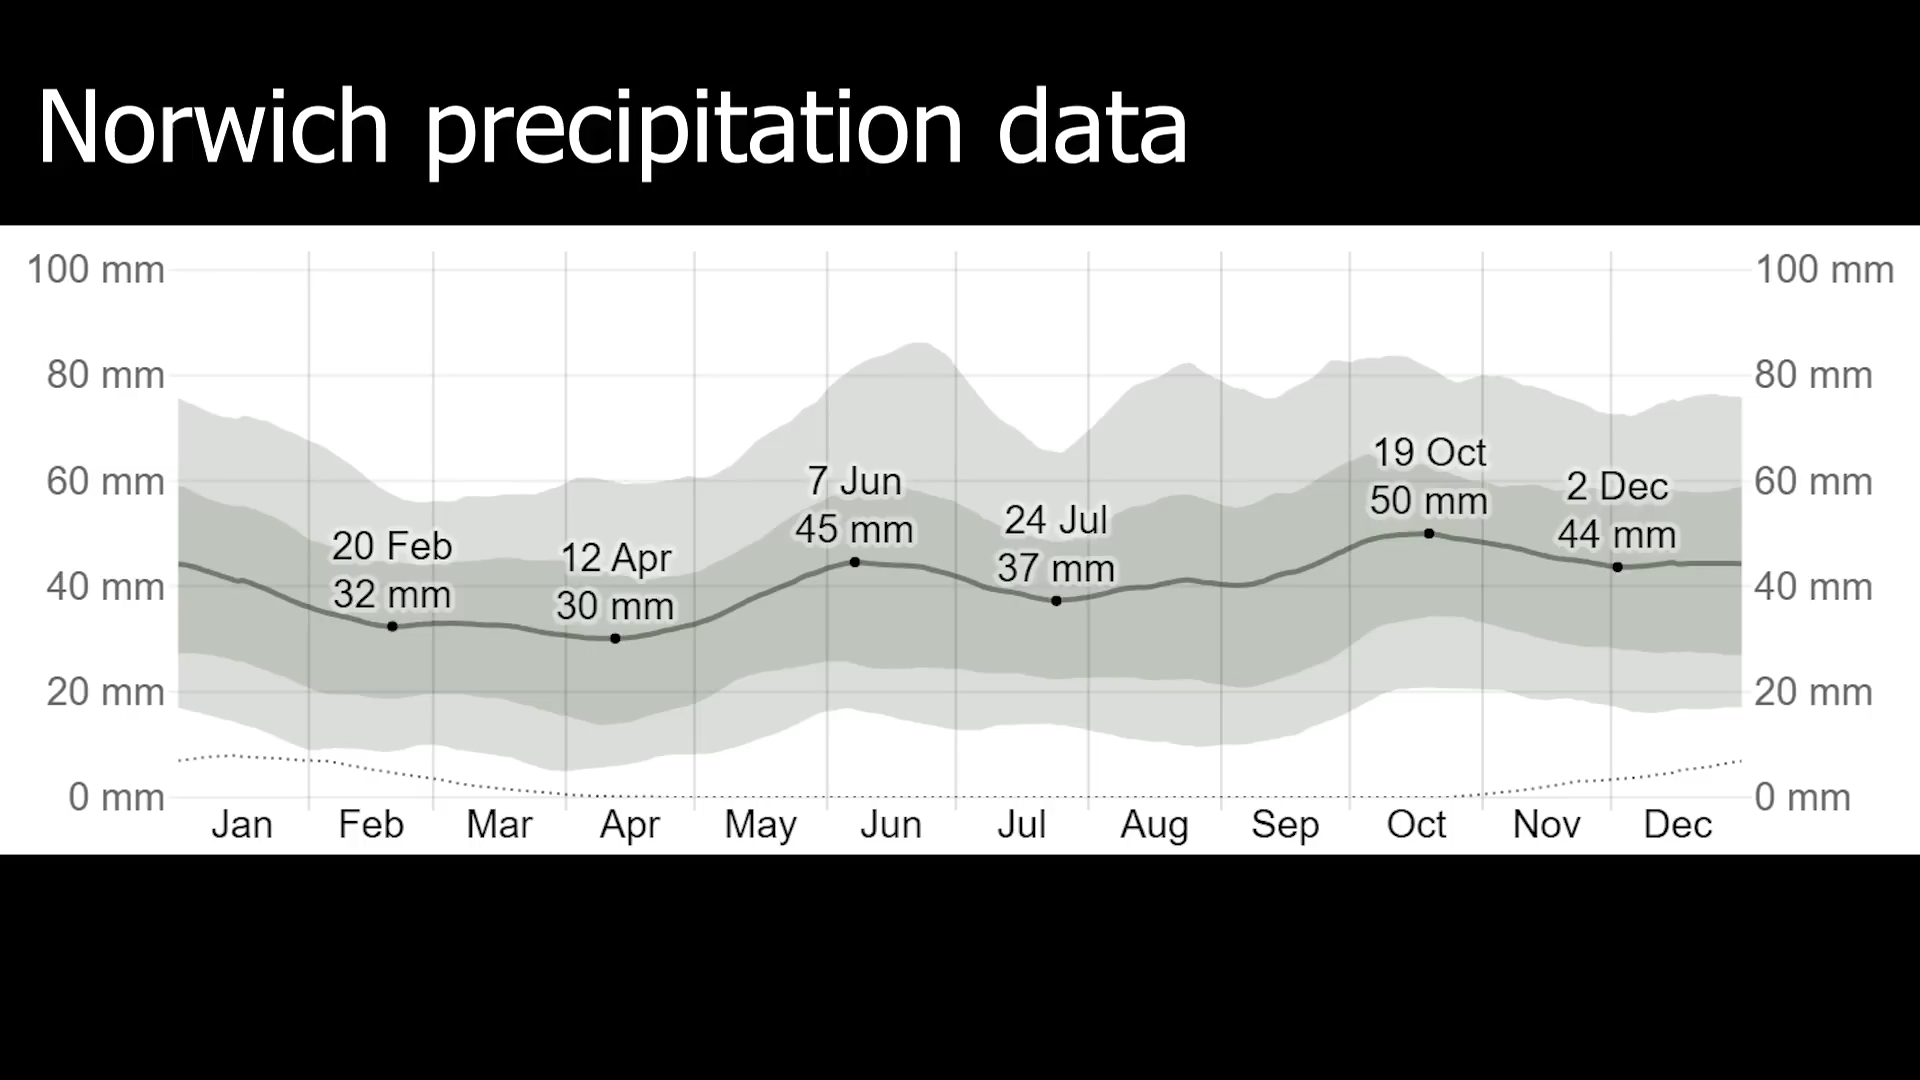 Norwich precipitation data
100 mm
100 mm
80 mm
80 mm
60 mm
60 mm
40 mm
40 mm
20 mm
20 mm
0 mm
0 mm
20 Feb
32 mm
12 Apr
30 mm
7 Jun
45 mm
24 Jul
37 mm
19 Oct
50 mm
2 Dec
44 mm
Jan Feb Mar Apr May Jun Jul Aug Sep Oct Nov Dec